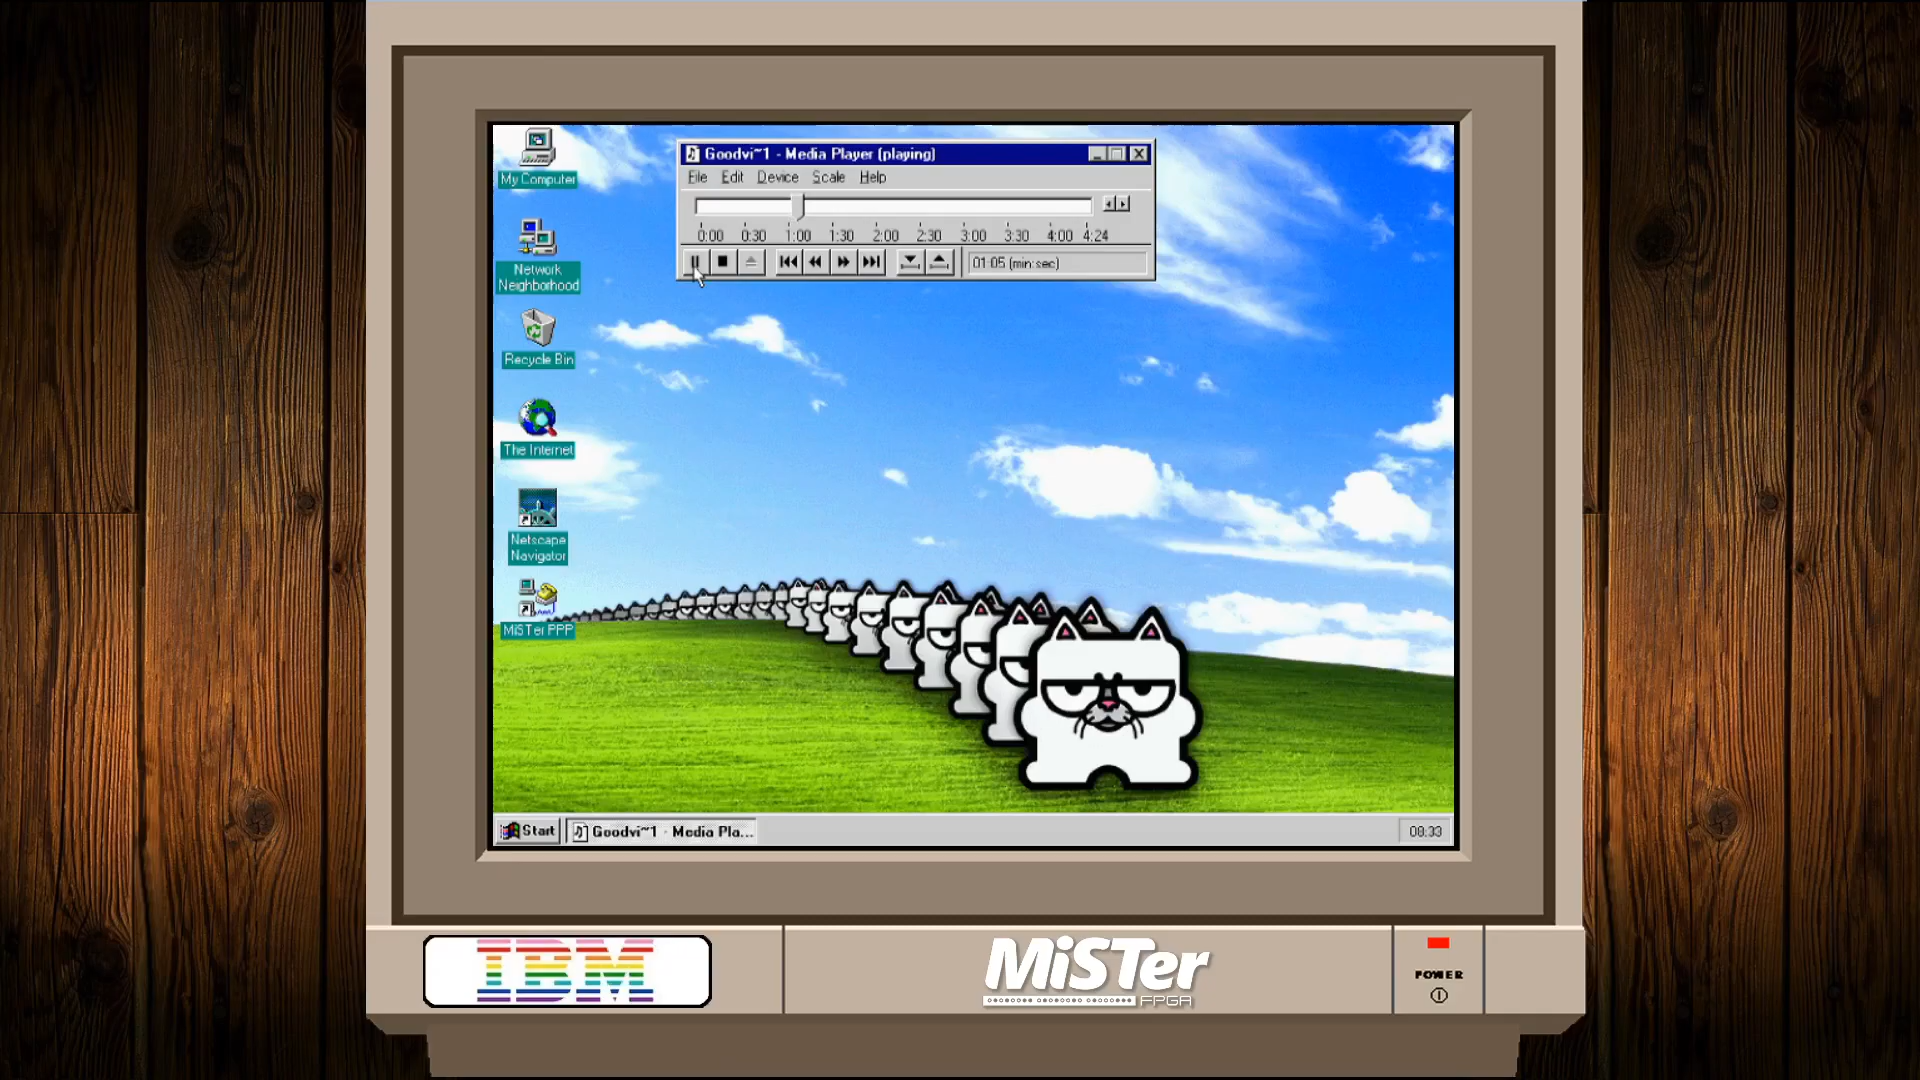 My Computer
Network
Neighborhood
Recycle Bin
The Internet
Netscape
Navigator
MiSTer PPP
Goodvi~1 - Media Player (playing)
File Edit Device Scale Help
0:00 0:30 1:00 1:30 2:00 2:30 3:00 3:30 4:00 4:24
01:05 (min:sec)
Start
Goodvi~1 - Media Pla...
08:33
IBM
MiSTer
FPGA
POWER